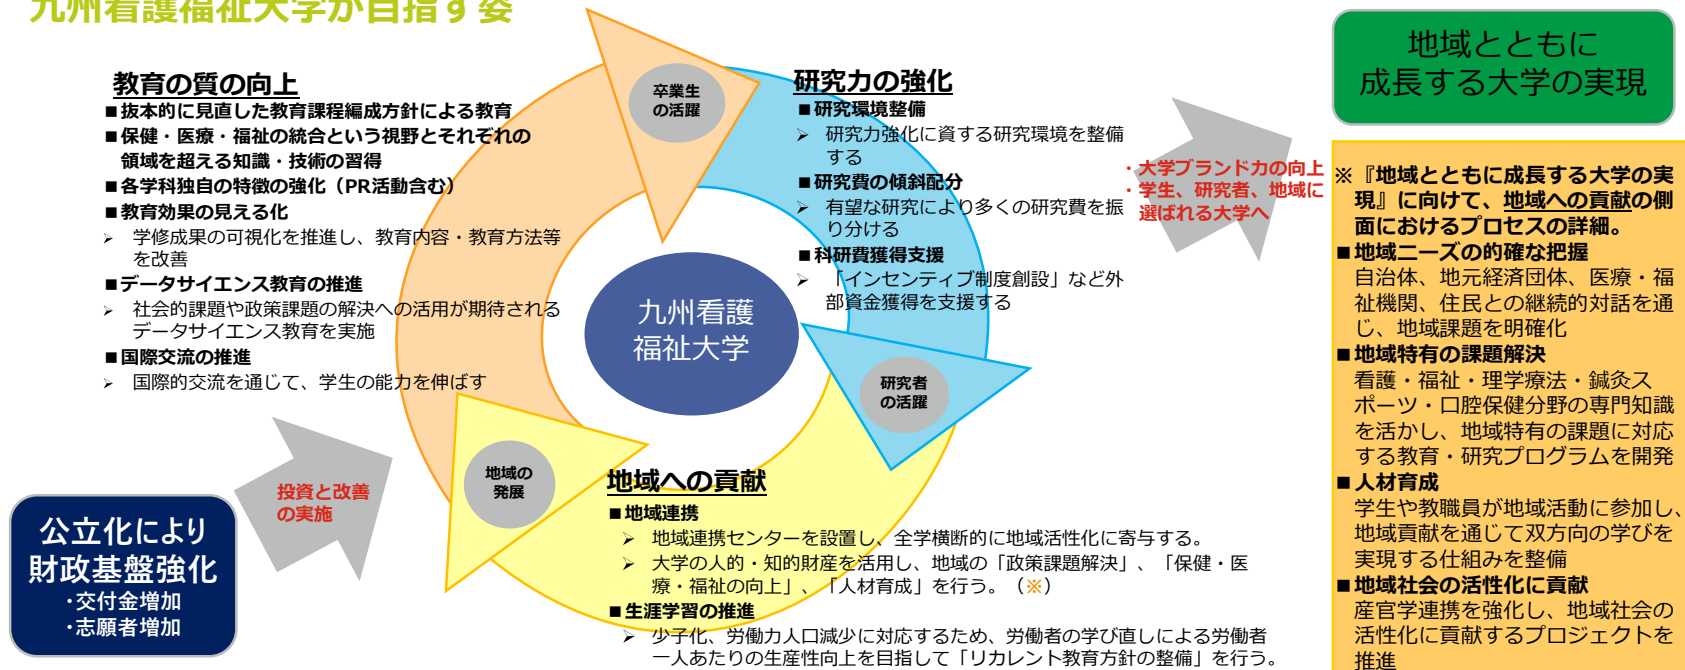 九州看護福祉大学が目指す姿
教育の質の向上
■抜本的に見直した教育課程編成方針による教育
■保健・医療・福祉の統合という視野とそれぞれの
領域を超える知識・技術の習得
■各学科独自の特徴の強化（PR活動含む）
■教育効果の見える化
➢ 学修成果の可視化を推進し、教育内容・教育方法等
を改善
■データサイエンス教育の推進
➢ 社会的課題や政策課題の解決への活用が期待される
データサイエンス教育を実施
■国際交流の推進
➢ 国際的交流を通じて、学生の能力を伸ばす
卒業生
の活躍
研究力の強化
■研究環境整備
➢ 研究力強化に資する研究環境を整備
する
■研究費の傾斜配分
➢ 有望な研究により多くの研究費を振
り分ける
■科研費獲得支援
➢ 「インセンティブ制度創設」など外
部資金獲得を支援する
九州看護
福祉大学
研究者
の活躍
地域の
発展
地域への貢献
■地域連携
➢ 地域連携センターを設置し、全学横断的に地域活性化に寄与する。
➢ 大学の人的・知的財産を活用し、地域の「政策課題解決」、「保健・医
療・福祉の向上」、「人材育成」を行う。（※）
■生涯学習の推進
➢ 少子化、労働力人口減少に対応するため、労働者の学び直しによる労働者
一人あたりの生産性向上を目指して「リカレント教育方針の整備」を行う。
投資と改善
の実施
公立化により
財政基盤強化
・交付金増加
・志願者増加
・大学ブランド力の向上
・学生、研究者、地域に
選ばれる大学へ
地域とともに
成長する大学の実現
※『地域とともに成長する大学の実
現』に向けて、地域への貢献の側
面におけるプロセスの詳細。
■地域ニーズの的確な把握
自治体、地元経済団体、医療・福
祉機関、住民との継続的対話を通
じ、地域課題を明確化
■地域特有の課題解決
看護・福祉・理学療法・鍼灸ス
ポーツ・口腔保健分野の専門知識
を活かし、地域特有の課題に対応
する教育・研究プログラムを開発
■人材育成
学生や教職員が地域活動に参加し、
地域貢献を通じて双方向の学びを
実現する仕組みを整備
■地域社会の活性化に貢献
産官学連携を強化し、地域社会の
活性化に貢献するプロジェクトを
推進